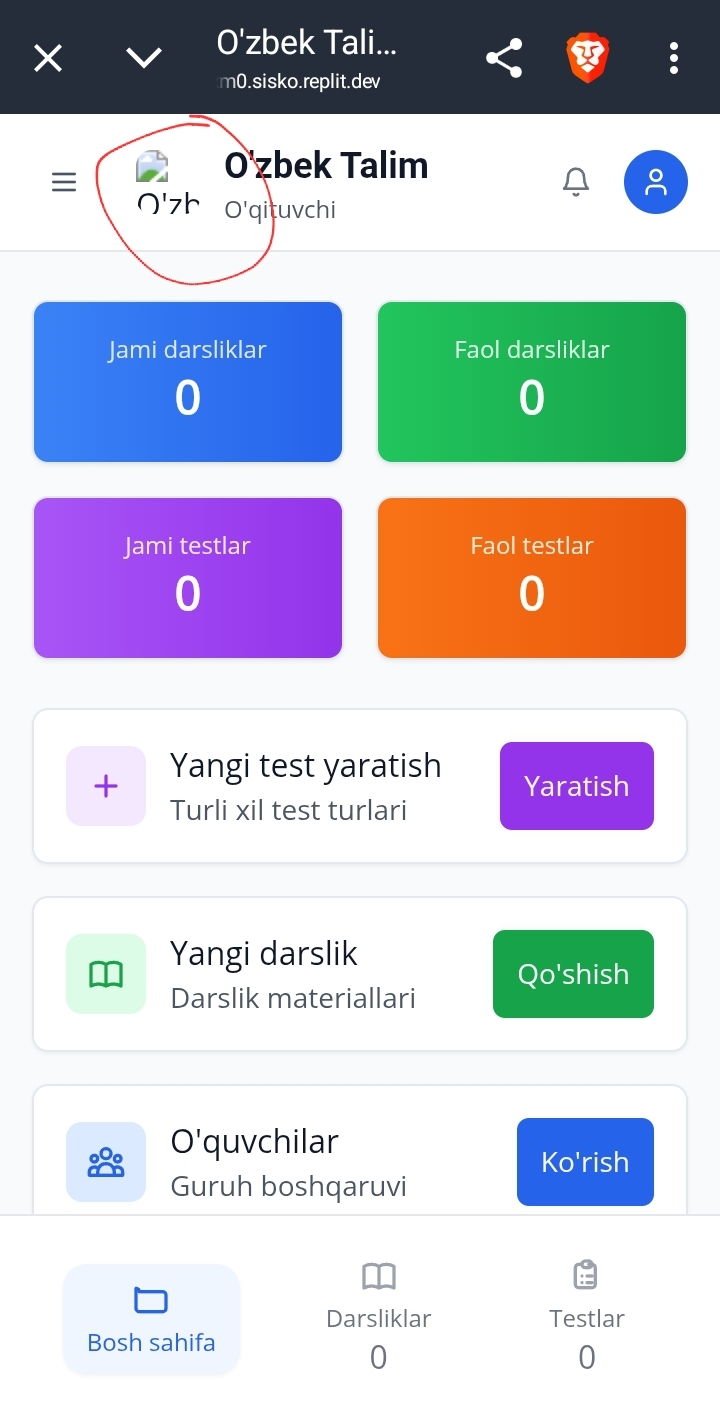 O'zbek Tali...
m0.sisko.replit.dev
O'zbek Talim
O'zb
O'qituvchi
Jami darsliklar
0
Faol darsliklar
0
Jami testlar
0
Faol testlar
0
Yangi test yaratish
Turli xil test turlari
Yaratish
Yangi darslik
Darslik materiallari
Qo'shish
O'quvchilar
Guruh boshqaruvi
Ko'rish
Bosh sahifa
Darsliklar
0
Testlar
0